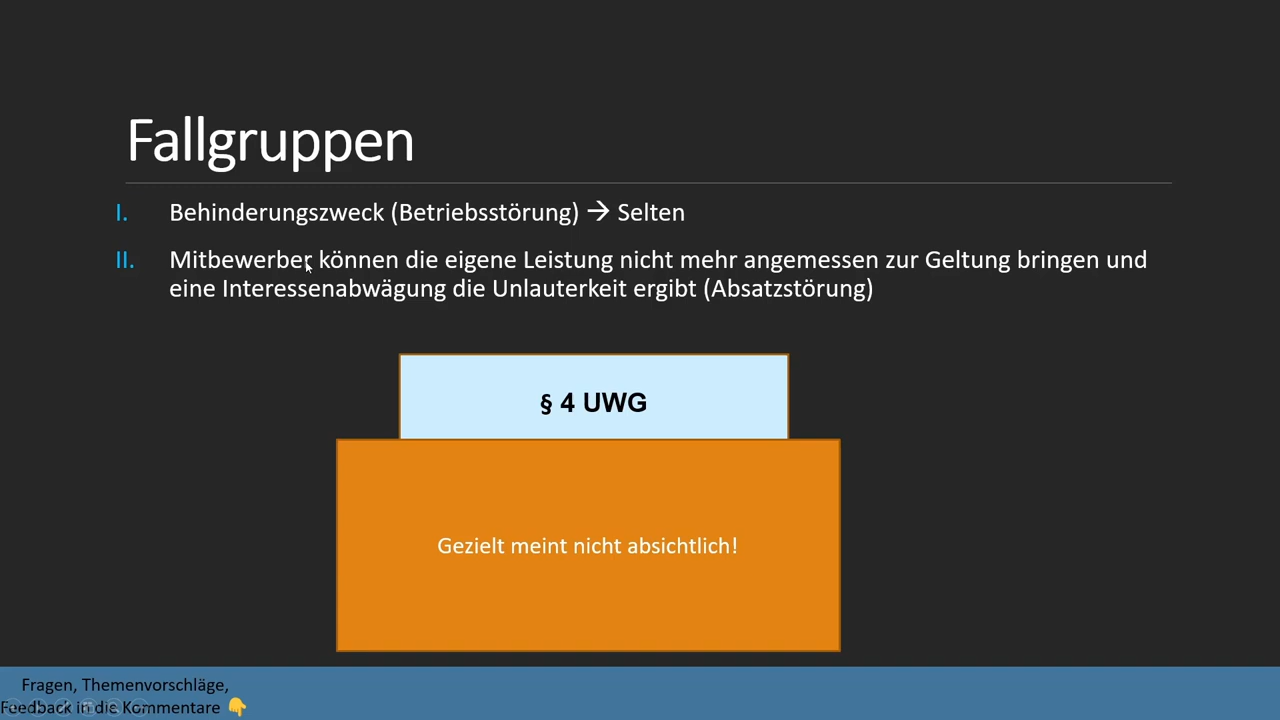 Fallgruppen
I. Behinderungszweck (Betriebsstörung) → Selten
II. Mitbewerber können die eigene Leistung nicht mehr angemessen zur Geltung bringen und
eine Interessenabwägung die Unlauterkeit ergibt (Absatzstörung)
§ 4 UWG
Gezielt meint nicht absichtlich!
Fragen, Themenvorschläge,
Feedback in die Kommentare 👇